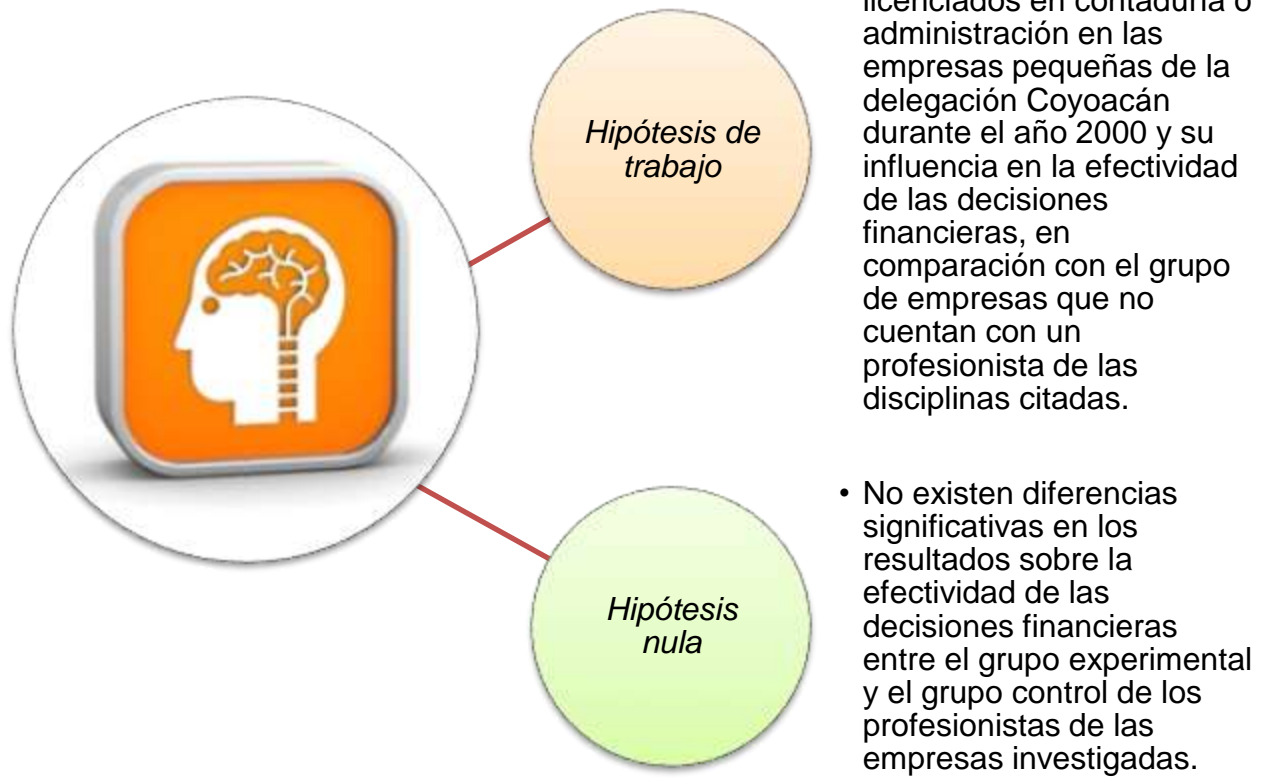 Hipótesis de
trabajo
licenciados en contaduría o
administración en las
empresas pequeñas de la
delegación Coyoacán
durante el año 2000 y su
influencia en la efectividad
de las decisiones
financieras, en
comparación con el grupo
de empresas que no
cuentan con un
profesionista de las
disciplinas citadas.
Hipótesis
nula
• No existen diferencias
significativas en los
resultados sobre la
efectividad de las
decisiones financieras
entre el grupo experimental
y el grupo control de los
profesionistas de las
empresas investigadas.